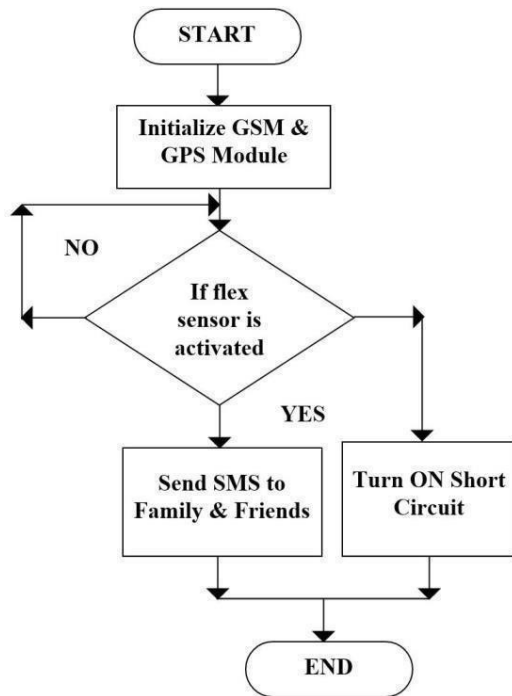 START
Initialize GSM &
GPS Module
NO
If flex
sensor is
activated
YES
Send SMS to
Family & Friends
Turn ON Short
Circuit
END